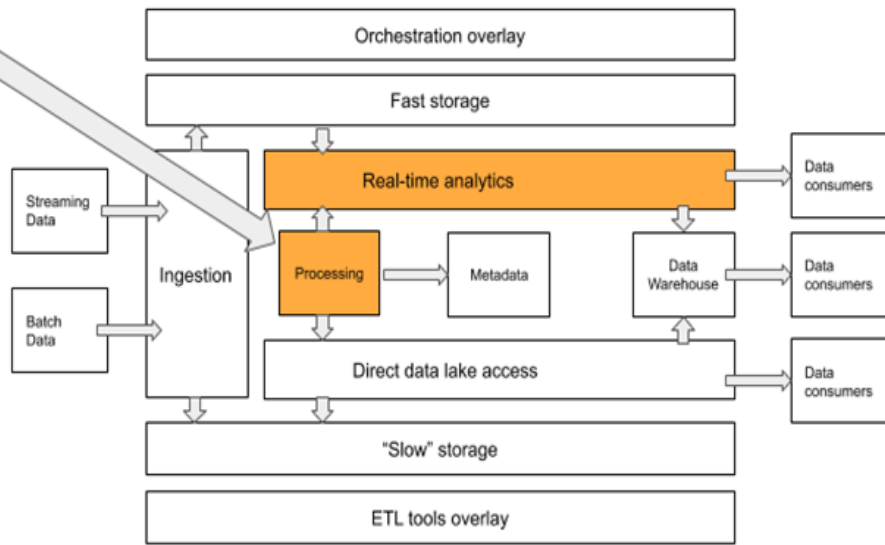 Orchestration overlay
Fast storage
Real-time analytics
Data
consumers
Streaming
Data
Ingestion
Processing
Metadata
Data
Warehouse
Data
consumers
Batch
Data
Direct data lake access
Data
consumers
“Slow” storage
ETL tools overlay